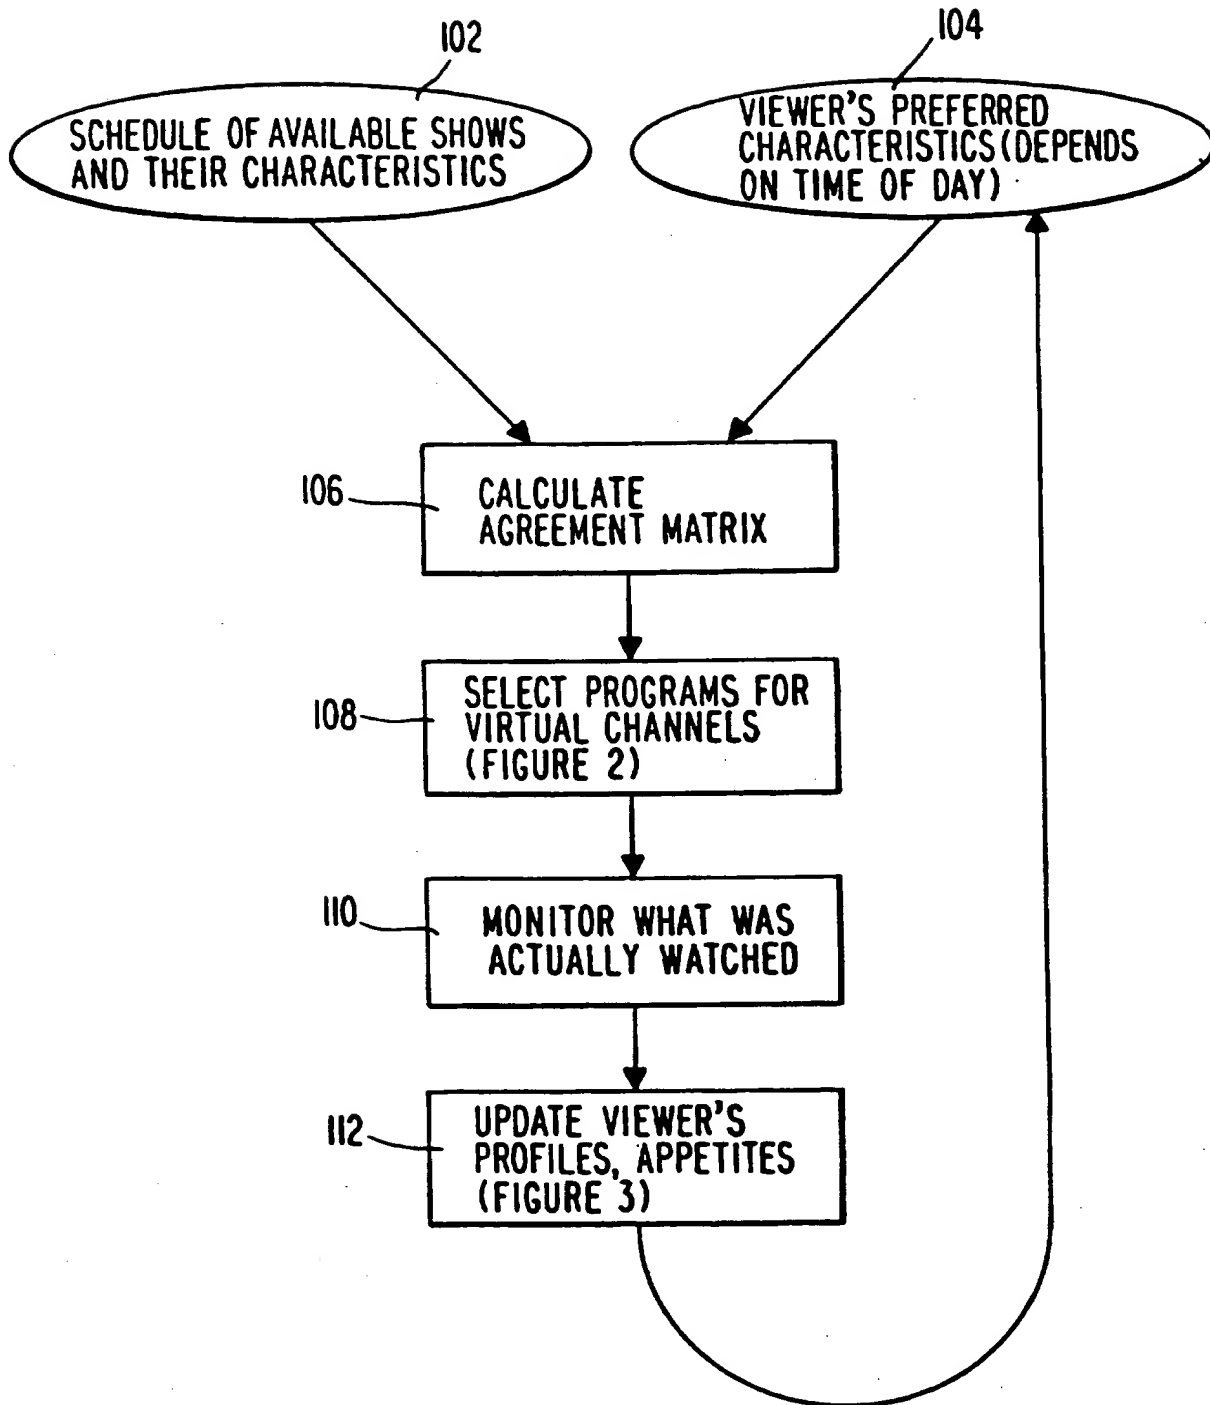 102
SCHEDULE OF AVAILABLE SHOWS
AND THEIR CHARACTERISTICS
104
VIEWER'S PREFERRED
CHARACTERISTICS (DEPENDS
ON TIME OF DAY)
106
CALCULATE
AGREEMENT MATRIX
108
SELECT PROGRAMS FOR
VIRTUAL CHANNELS
(FIGURE 2)
110
MONITOR WHAT WAS
ACTUALLY WATCHED
112
UPDATE VIEWER'S
PROFILES, APPETITES
(FIGURE 3)